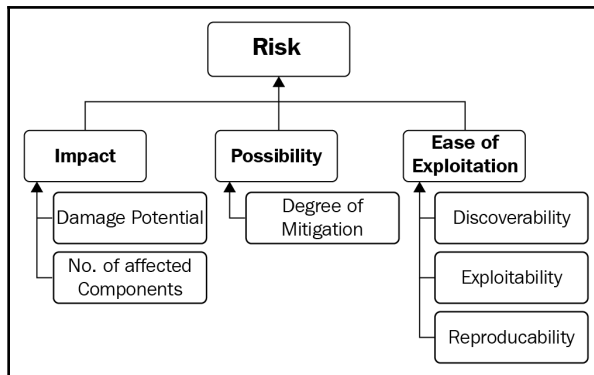 Risk
Impact
Possibility
Ease of
Exploitation
Damage Potential
No. of affected
Components
Degree of
Mitigation
Discoverability
Exploitability
Reproducability